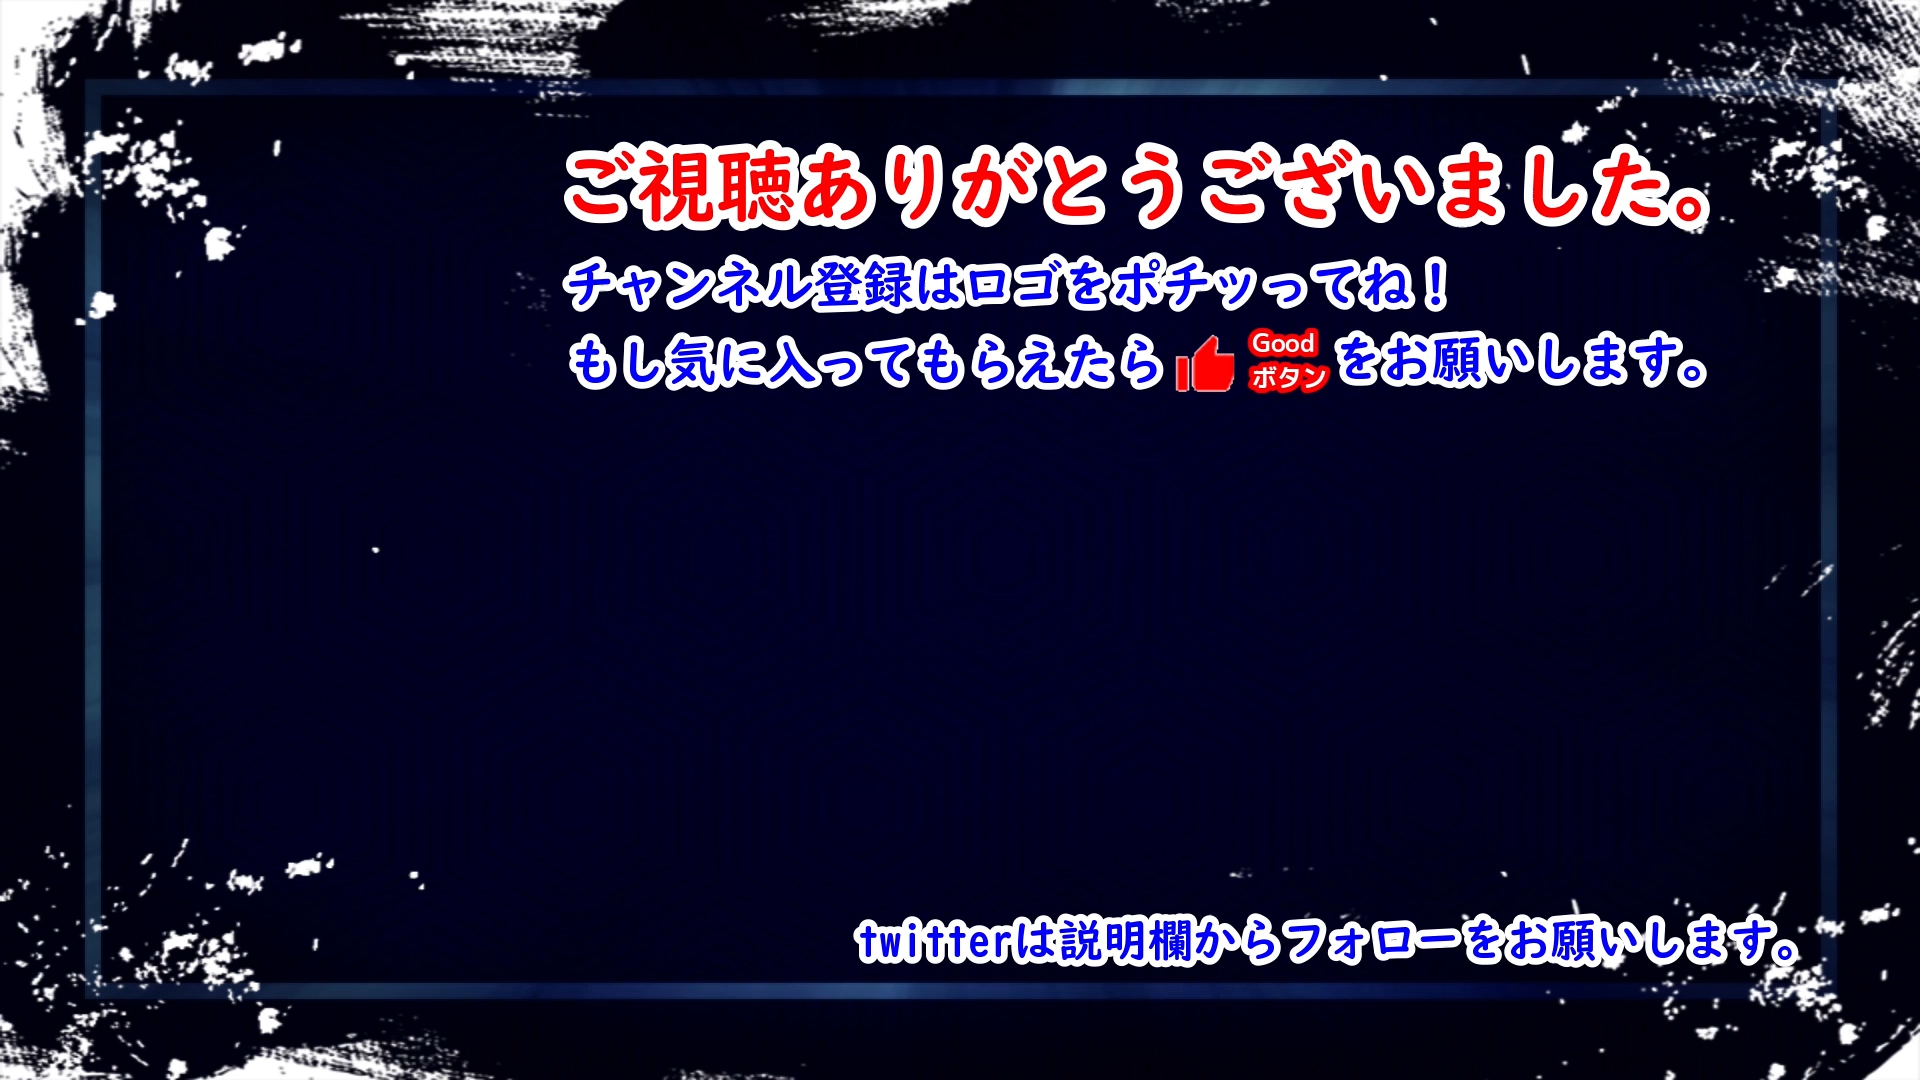 ご視聴ありがとうございました。
チャンネル登録はロゴをポチッってね！
もし気に入ってもらえたら Good ボタン をお願いします。
twitterは説明欄からフォローをお願いします。